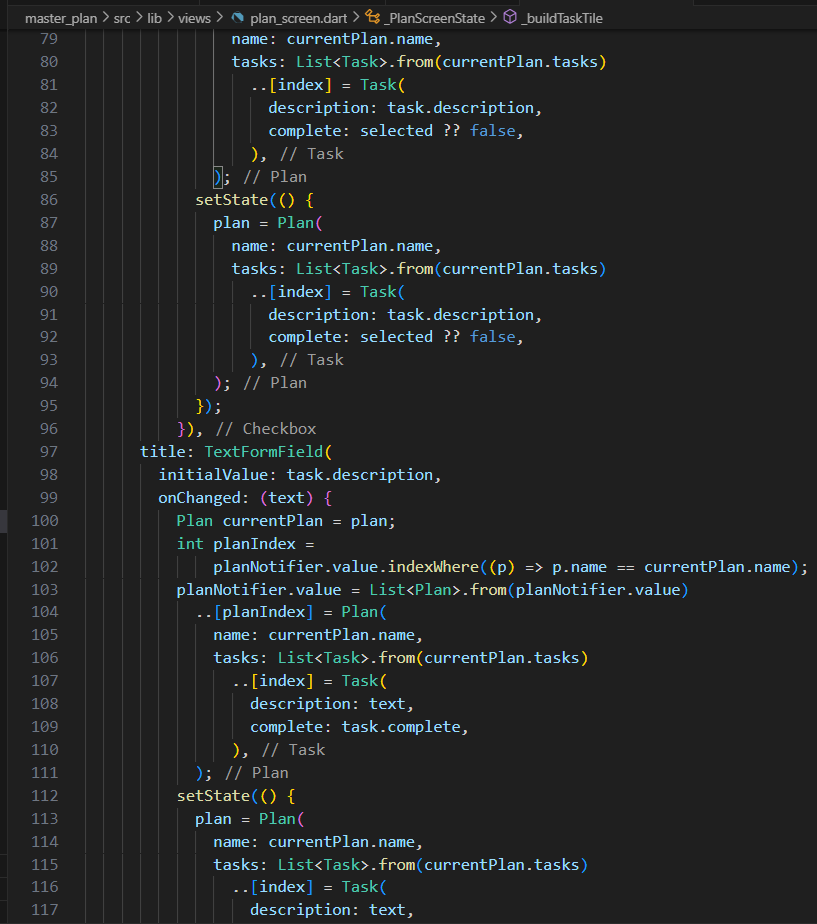 master_plan > src > lib > views > plan_screen.dart > _PlanScreenState > _buildTaskTile
79 name: currentPlan.name,
80 tasks: List<Task>.from(currentPlan.tasks)
81 ..[index] = Task(
82 description: task.description,
83 complete: selected ?? false,
84 ), // Task
85 ); // Plan
86 setState(() {
87 plan = Plan(
88 name: currentPlan.name,
89 tasks: List<Task>.from(currentPlan.tasks)
90 ..[index] = Task(
91 description: task.description,
92 complete: selected ?? false,
93 ), // Task
94 ); // Plan
95 });
96 }), // Checkbox
97 title: TextFormField(
98 initialValue: task.description,
99 onChanged: (text) {
100 Plan currentPlan = plan;
101 int planIndex =
102 planNotifier.value.indexWhere((p) => p.name == currentPlan.name);
103 planNotifier.value = List<Plan>.from(planNotifier.value)
104 ..[planIndex] = Plan(
105 name: currentPlan.name,
106 tasks: List<Task>.from(currentPlan.tasks)
107 ..[index] = Task(
108 description: text,
109 complete: task.complete,
110 ), // Task
111 ); // Plan
112 setState(() {
113 plan = Plan(
114 name: currentPlan.name,
115 tasks: List<Task>.from(currentPlan.tasks)
116 ..[index] = Task(
117 description: text,